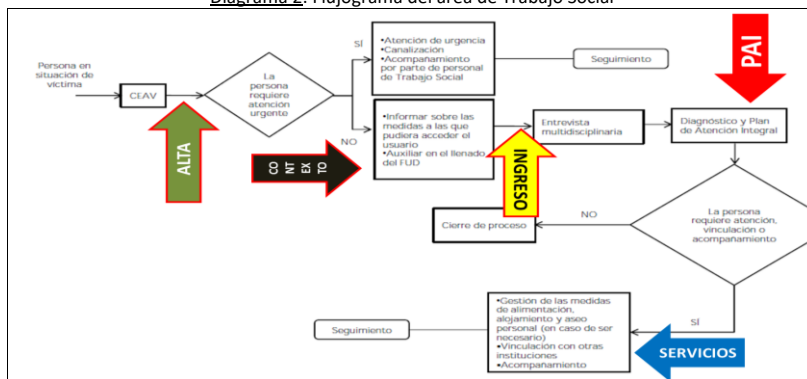 Diagrama 2. Flujograma del área de Trabajo Social
Persona en
situación de
víctima
CEAV
ALTA
La
persona
requiere
atención
urgente
SÍ
•Atención de urgencia
•Canalización
•Acompañamiento
por parte de personal
de Trabajo Social
Seguimiento
PAI
NO
CO
NT
EX
TO
•Informar sobre las
medidas a las que
pudiera acceder el
usuario
•Auxiliar en el llenado
del FUD
INGRESO
Entrevista
multidisciplinaria
Diagnóstico y Plan
de Atención Integral
La persona
requiere atención,
vinculación o
acompañamiento
NO
Cierre de proceso
SÍ
•Gestión de las medidas
de alimentación,
alojamiento y aseo
personal (en caso de ser
necesario)
•Vinculación con otras
instituciones
•Acompañamiento
Seguimiento
SERVICIOS